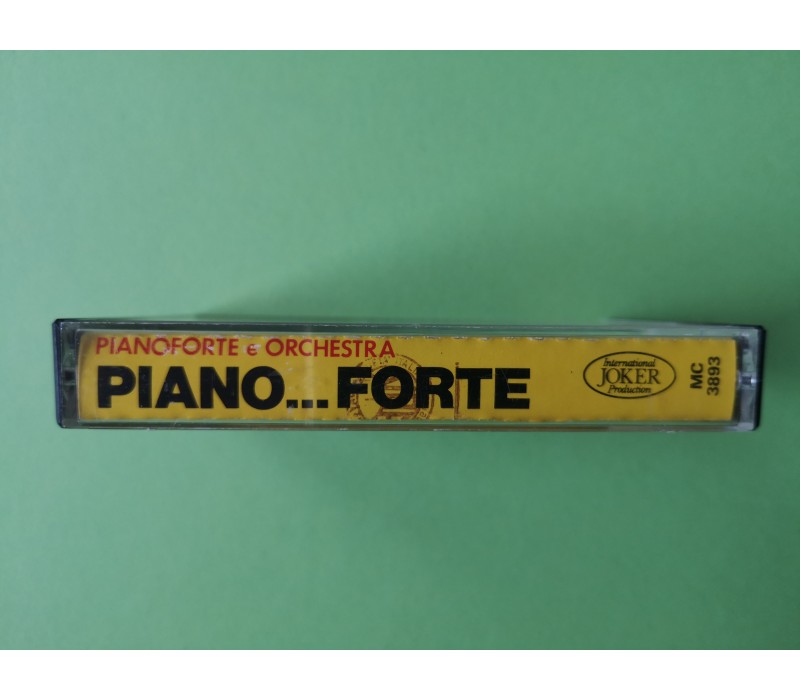 PIANOFORTE e ORCHESTRA
PIANO... FORTE
International
JOKER
Production
MC
3893